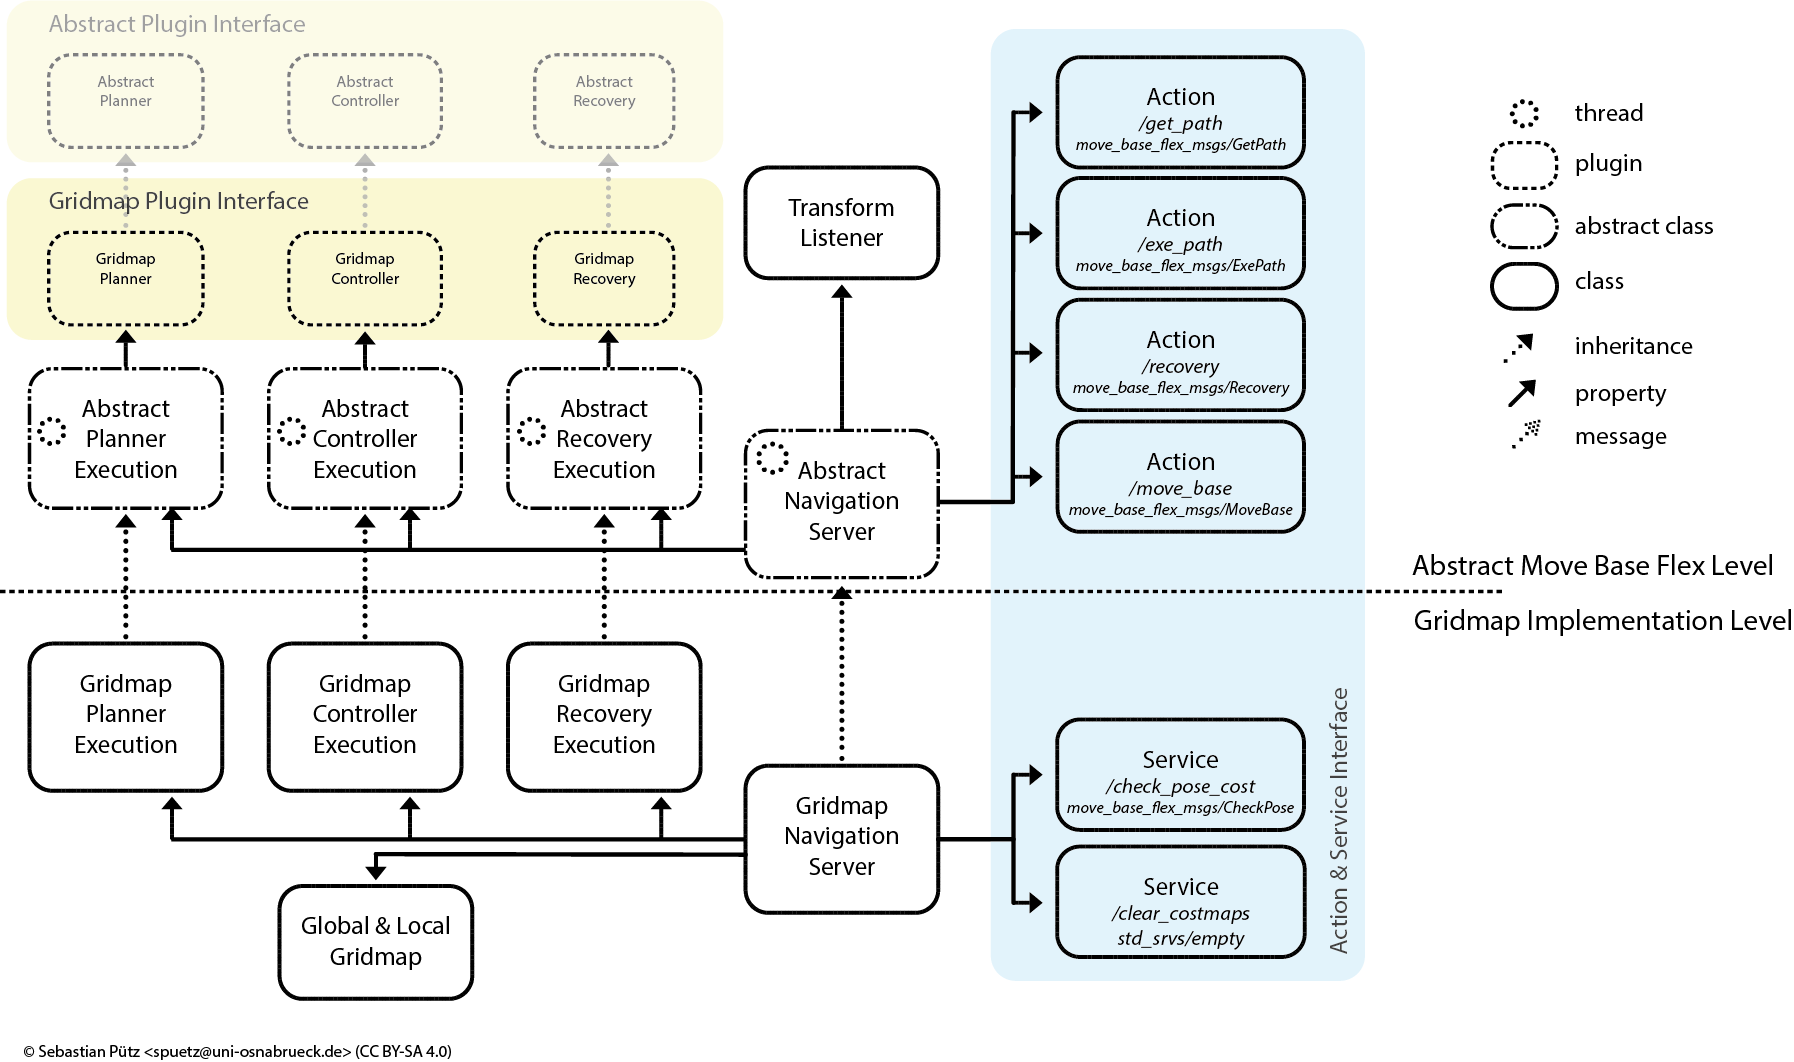 Abstract Plugin Interface
Abstract
Planner
Abstract
Controller
Abstract
Recovery
Gridmap Plugin Interface
Gridmap
Planner
Gridmap
Controller
Gridmap
Recovery
Abstract
Planner
Execution
Abstract
Controller
Execution
Abstract
Recovery
Execution
Transform
Listener
Abstract
Navigation
Server
Action
/get_path
move_base_flex_msgs/GetPath
Action
/exe_path
move_base_flex_msgs/ExePath
Action
/recovery
move_base_flex_msgs/Recovery
Action
/move_base
move_base_flex_msgs/MoveBase
thread
plugin
abstract class
class
inheritance
property
message
Abstract Move Base Flex Level
Gridmap Implementation Level
Gridmap
Planner
Execution
Gridmap
Controller
Execution
Gridmap
Recovery
Execution
Gridmap
Navigation
Server
Global & Local
Gridmap
Service
/check_pose_cost
move_base_flex_msgs/CheckPose
Service
/clear_costmaps
std_srvs/empty
Action & Service Interface
© Sebastian Pütz <spuetz@uni-osnabrueck.de> (CC BY-SA 4.0)